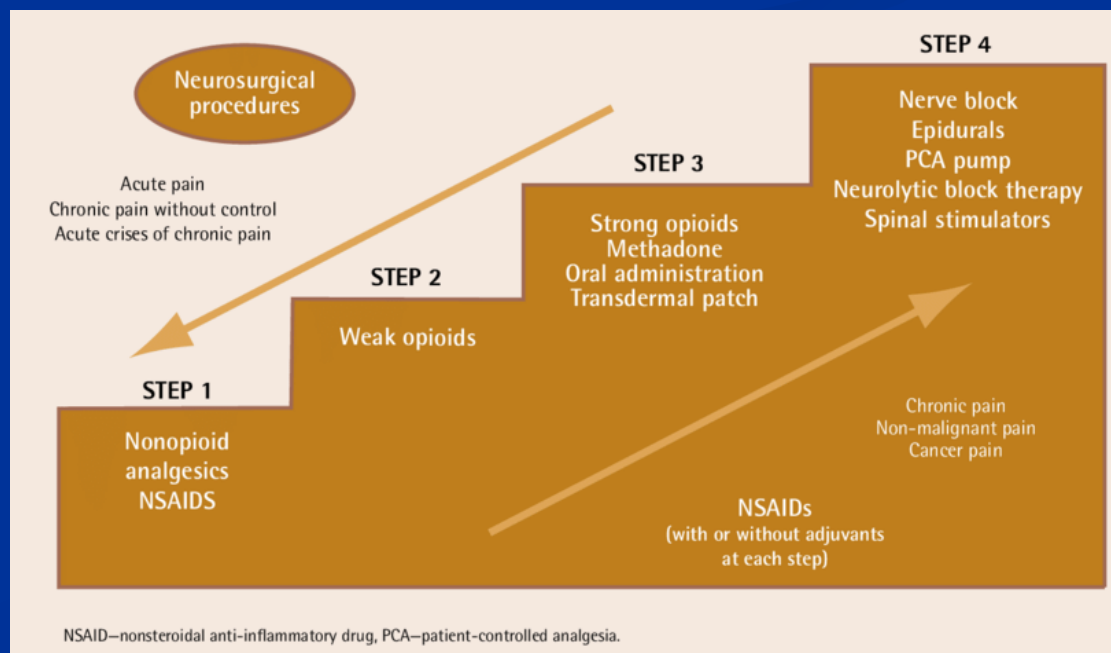 STEP 4
Neurosurgical
procedures
Nerve block
Epidurals
PCA pump
Neurolytic block therapy
Spinal stimulators
STEP 3
Acute pain
Chronic pain without control
Acute crises of chronic pain
Strong opioids
Methadone
Oral administration
Transdermal patch
STEP 2
Weak opioids
STEP 1
Nonopioid
analgesics
NSAIDS
Chronic pain
Non-malignant pain
Cancer pain
NSAIDs
(with or without adjuvants
at each step)
NSAID—nonsteroidal anti-inflammatory drug, PCA—patient-controlled analgesia.